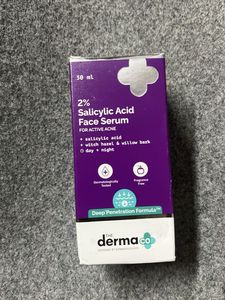 30 ml
2%
Salicylic Acid
Face Serum
FOR ACTIVE ACNE
+ salicylic acid
+ witch hazel & willow bark
day + night
Dermatologically
Tested
Fragrance
Free
Deep Penetration Formula™
THE
derma co